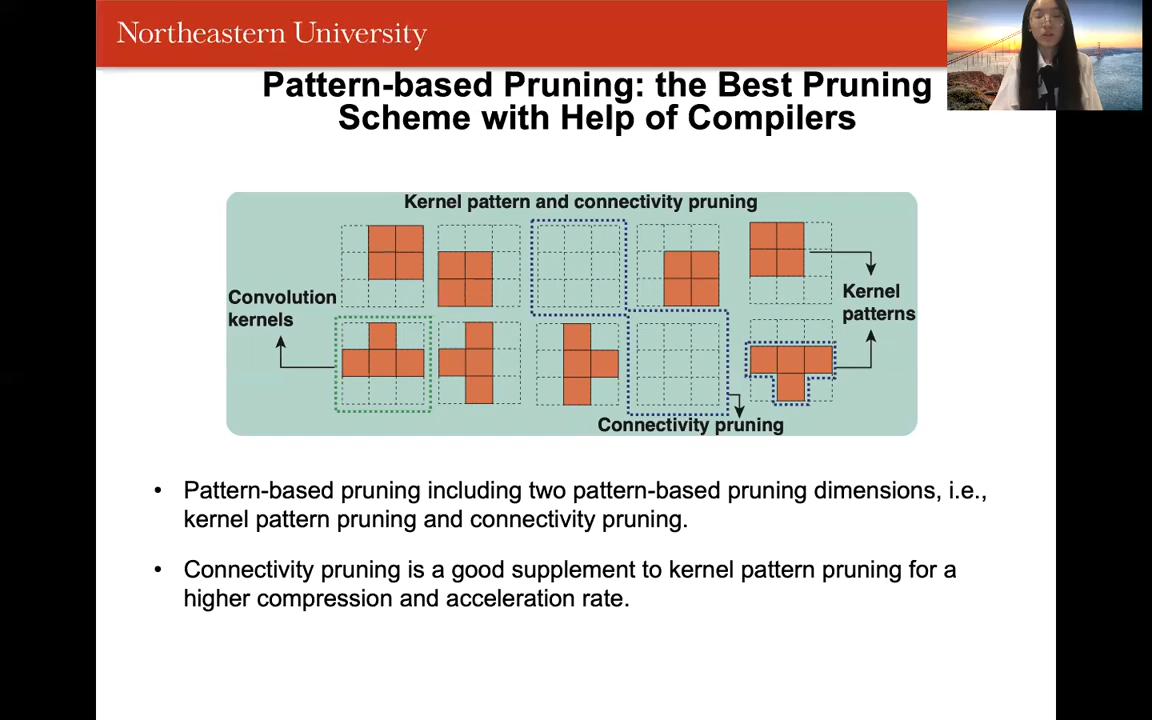 Northeastern University
Pattern-based Pruning: the Best Pruning
Scheme with Help of Compilers
Kernel pattern and connectivity pruning
Convolution
kernels
Kernel
patterns
Connectivity pruning
• Pattern-based pruning including two pattern-based pruning dimensions, i.e.,
kernel pattern pruning and connectivity pruning.
• Connectivity pruning is a good supplement to kernel pattern pruning for a
higher compression and acceleration rate.